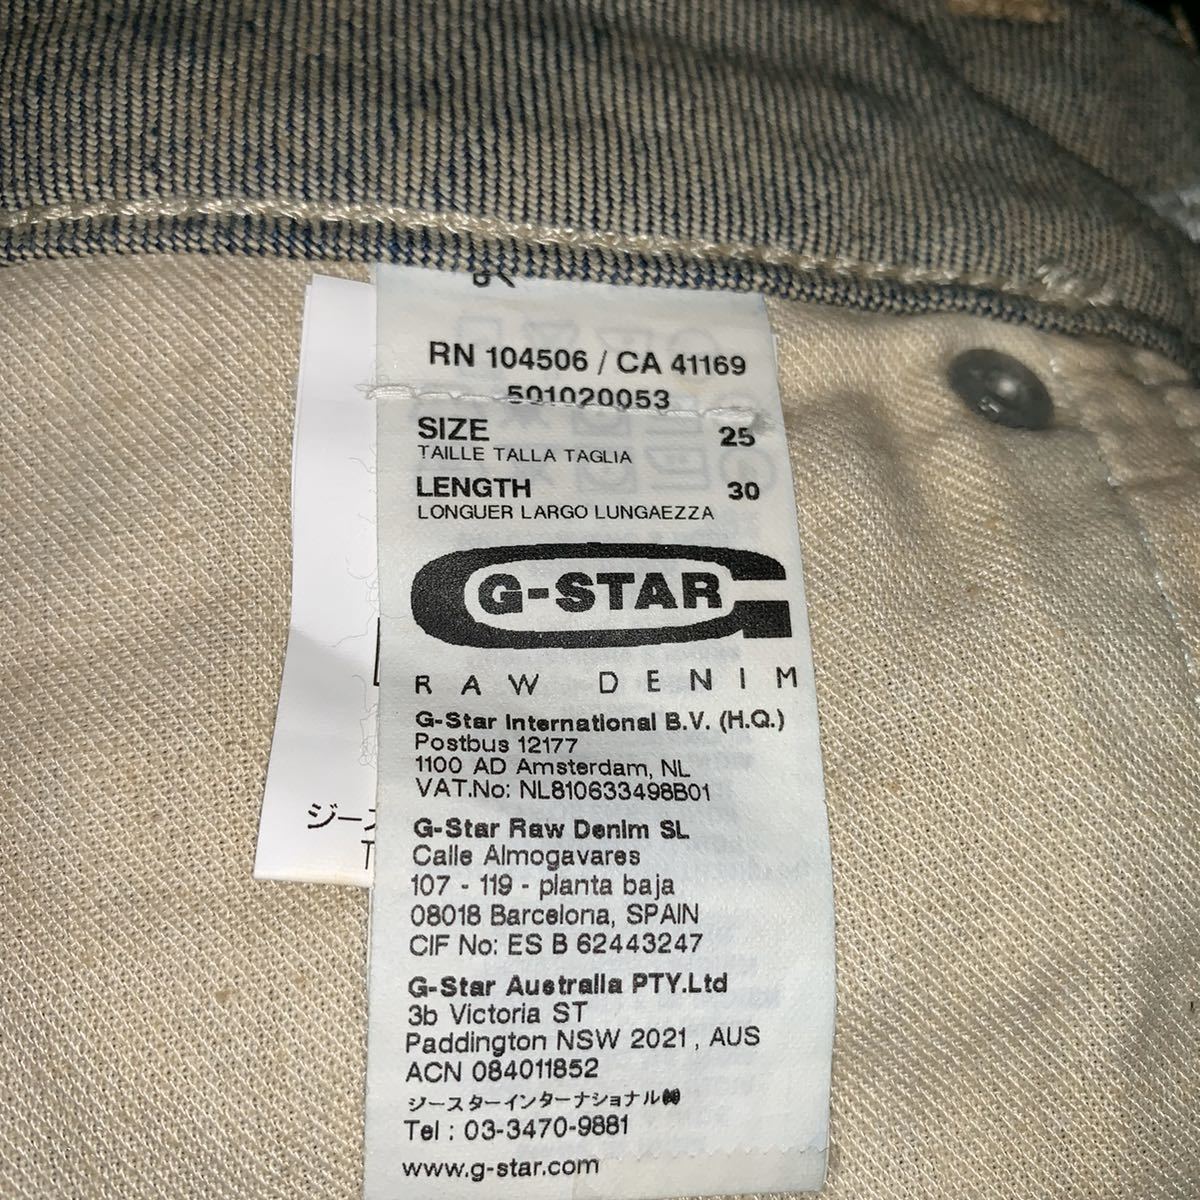 RN 104506 / CA 41169
501020053
SIZE 25
TAILLE TALLA TAGLIA
LENGTH 30
LONGUER LARGO LUNGAEZZA
G-STAR
RAW DENIM
G-Star International B.V. (H.Q.)
Postbus 12177
1100 AD Amsterdam, NL
VAT.No: NL810633498B01
G-Star Raw Denim SL
Calle Almogavares
107 - 119 - planta baja
08018 Barcelona, SPAIN
CIF No: ES B 62443247
G-Star Australia PTY.Ltd
3b Victoria ST
Paddington NSW 2021, AUS
ACN 084011852
ジースターインターナショナル㈱
Tel : 03-3470-9881
www.g-star.com
ジース
T